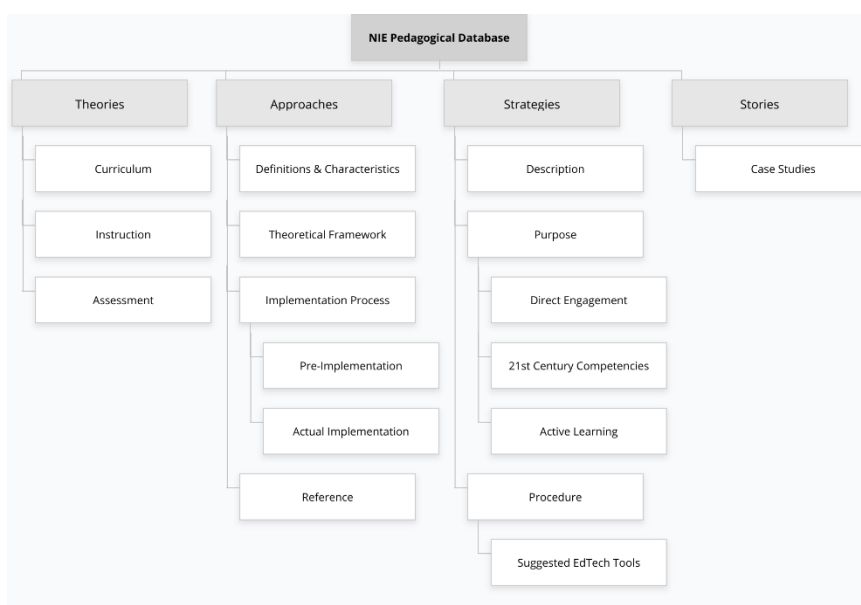 NIE Pedagogical Database
Theories
Approaches
Strategies
Stories
Curriculum
Definitions & Characteristics
Description
Case Studies
Instruction
Theoretical Framework
Purpose
Assessment
Implementation Process
Direct Engagement
Pre-Implementation
21st Century Competencies
Actual Implementation
Active Learning
Reference
Procedure
Suggested EdTech Tools